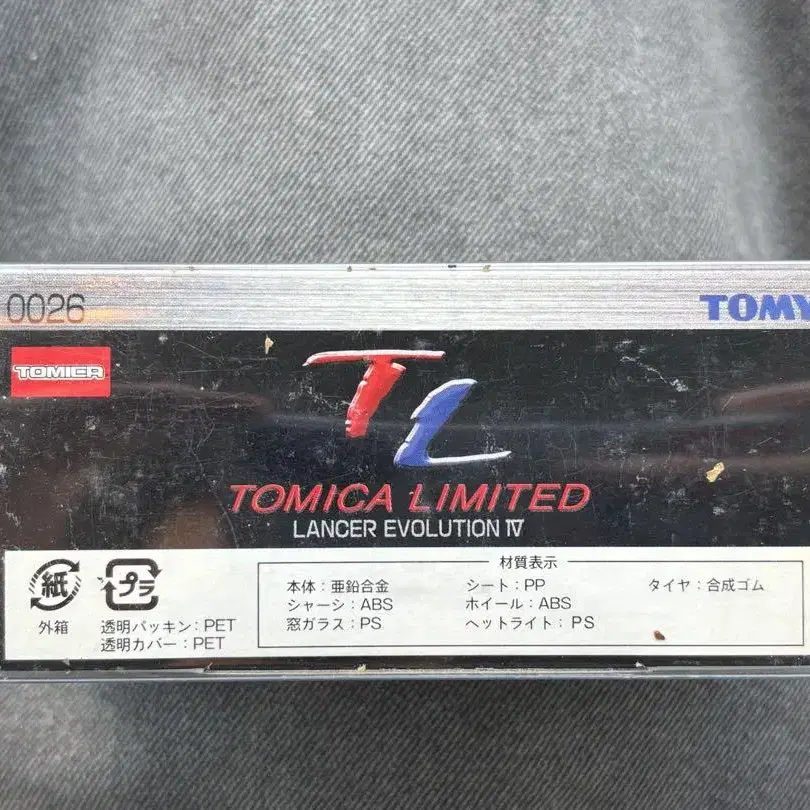 0026
TOMY
TOMICA
TL
TOMICA LIMITED
LANCER EVOLUTION Ⅳ
材質表示
紙
プラ
本体:亜鉛合金 シート:PP タイヤ:合成ゴム
シャーシ:ABS ホイール:ABS
外箱 透明パッキン:PET 窓ガラス:PS ヘットライト:PS
透明カバー:PET